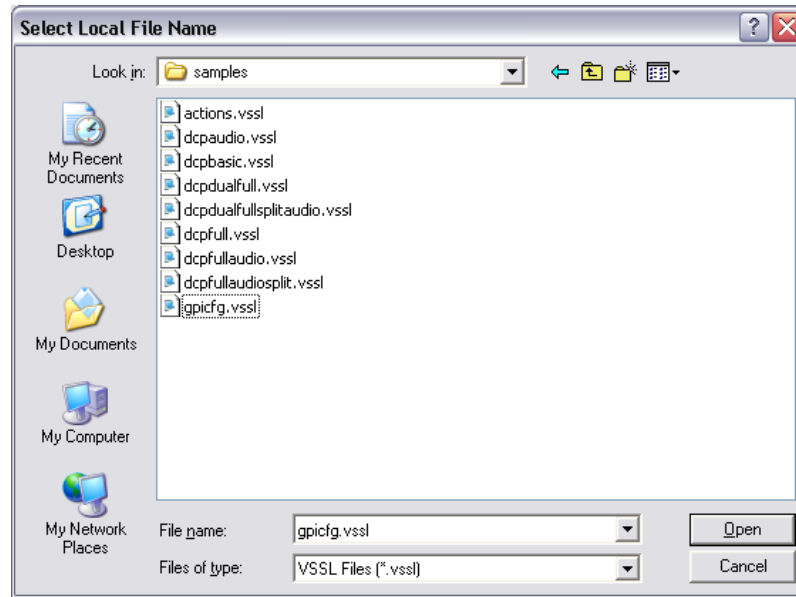 Select Local File Name
Look in:
samples
actions.vssl
dcpaudio.vssl
dcpbasic.vssl
dcpdualfull.vssl
dcpdualfullsplitaudio.vssl
dcpfull.vssl
dcpfullaudio.vssl
dcpfullaudiosplit.vssl
gpicfg.vssl
My Recent
Documents
Desktop
My Documents
My Computer
My Network
Places
File name:
gpicfg.vssl
Open
Files of type:
VSSL Files (*.vssl)
Cancel